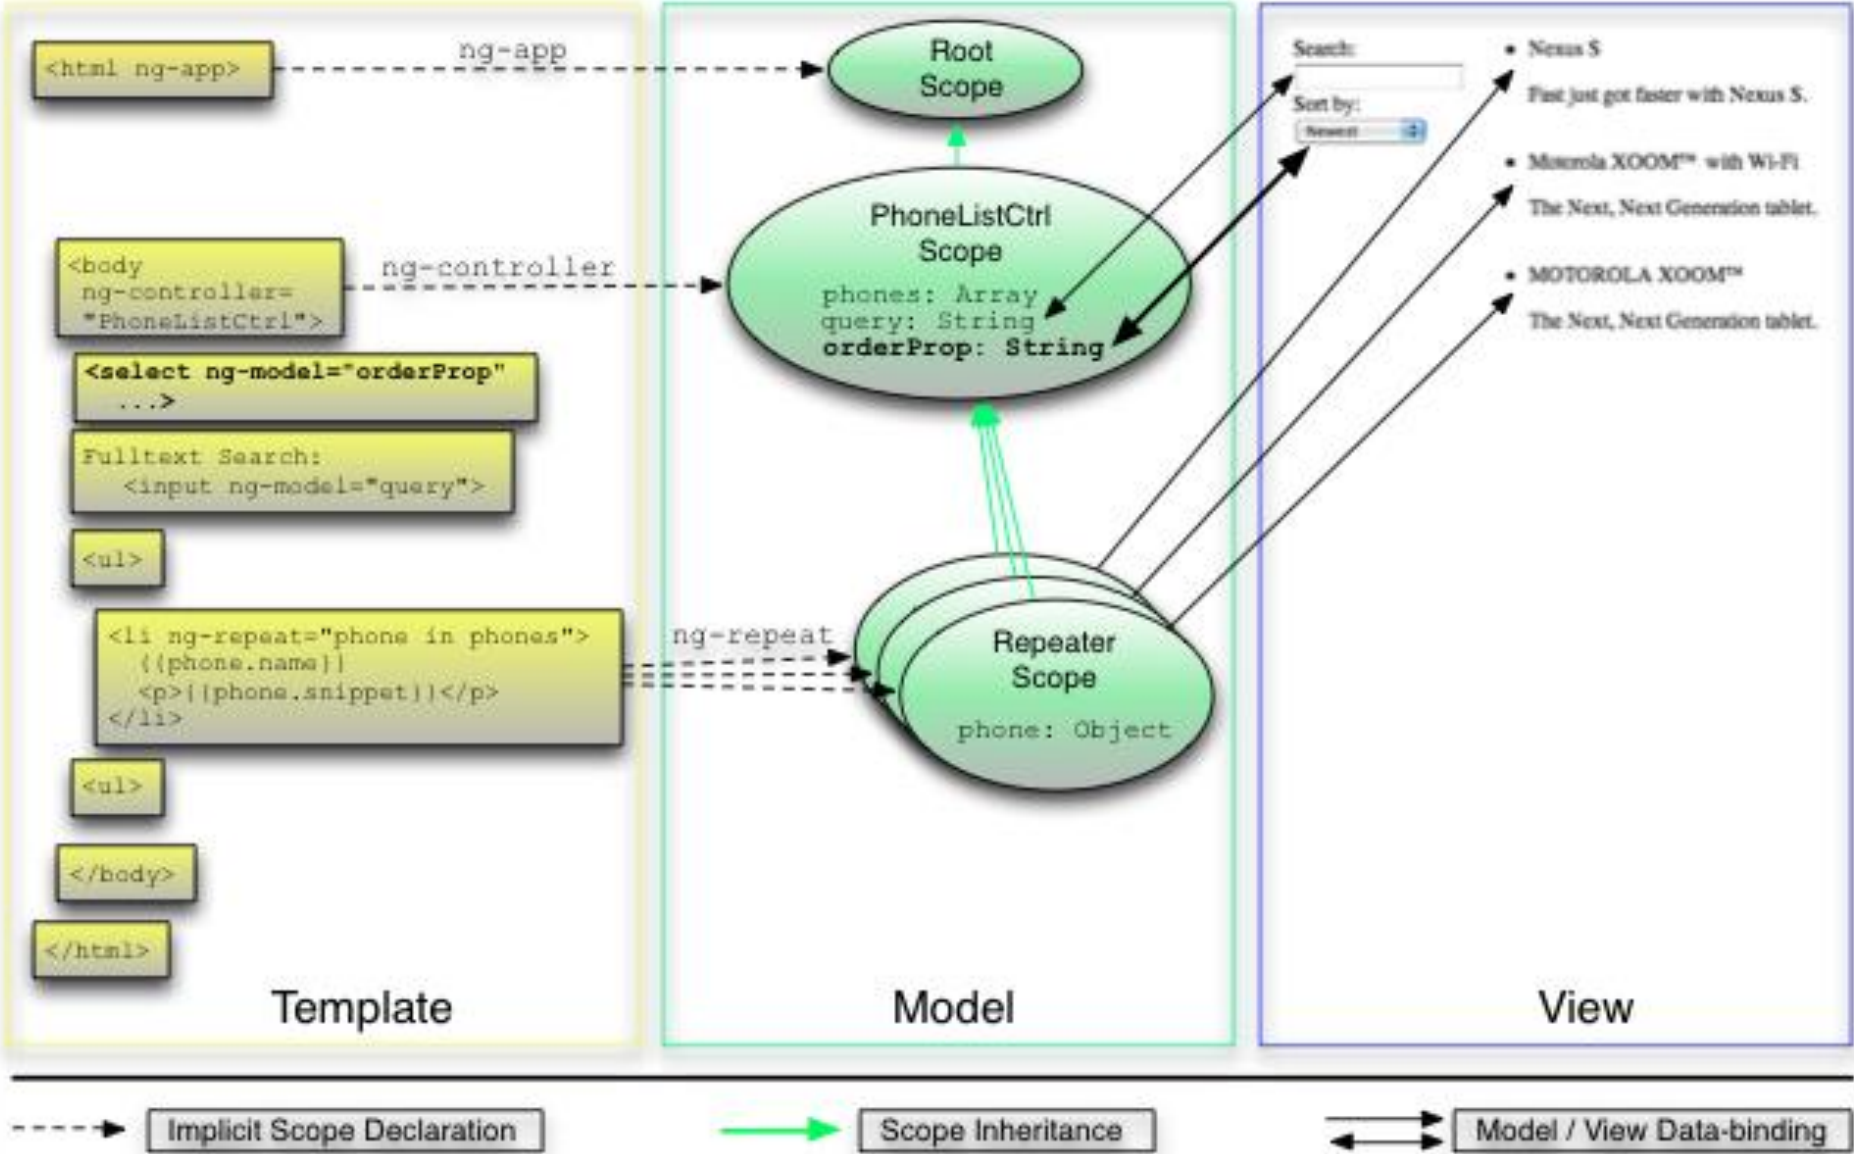 <html ng-app>
ng-app
<body
ng-controller=
"PhoneListCtrl">
ng-controller
<select ng-model="orderProp"
...>
Fulltext Search:
<input ng-model="query">
<ul>
<li ng-repeat="phone in phones">
{{phone.name}}
<p>{{phone.snippet}}</p>
</li>
ng-repeat
<ul>
</body>
</html>
Template
Root
Scope
PhoneListCtrl
Scope
phones: Array
query: String
orderProp: String
Repeater
Scope
phone: Object
Model
Search:
Sort by:
Newest
• Nexus S
Fast just got faster with Nexus S.
• Motorola XOOM™ with Wi-Fi
The Next, Next Generation tablet.
• MOTOROLA XOOM™
The Next, Next Generation tablet.
View
Implicit Scope Declaration
Scope Inheritance
Model / View Data-binding